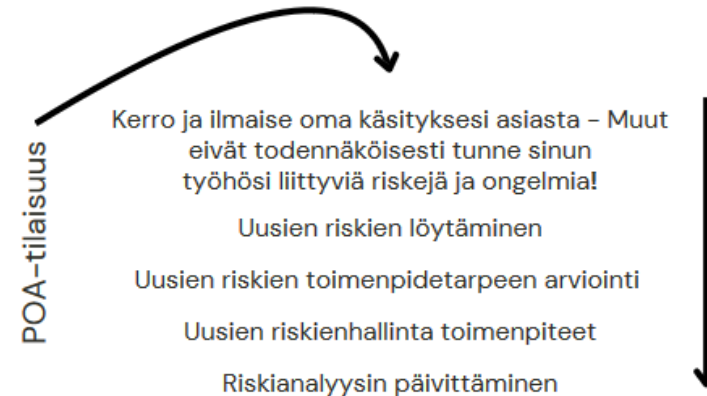 POA-tilaisuus
Kerro ja ilmaise oma käsityksesi asiasta - Muut
eivät todennäköisesti tunne sinun
työhösi liittyviä riskejä ja ongelmia!
Uusien riskien löytäminen
Uusien riskien toimenpidetarpeen arviointi
Uusien riskienhallinta toimenpiteet
Riskianalyysin päivittäminen